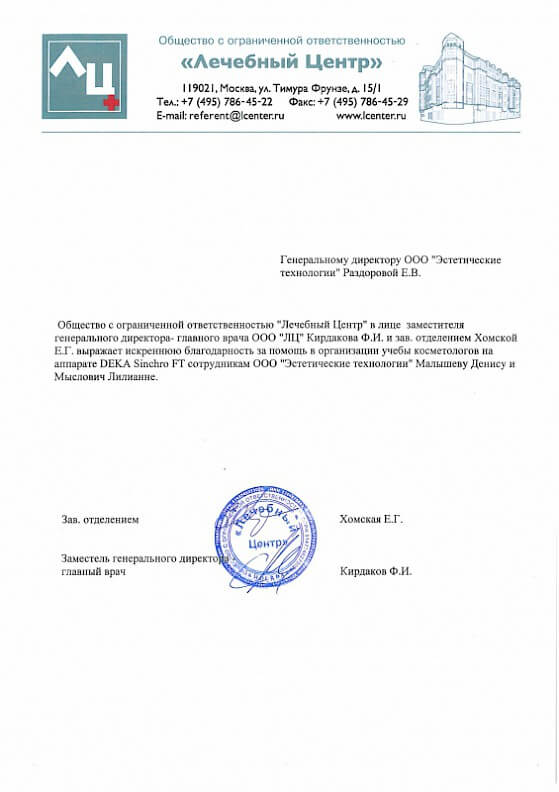 ЛЦ
Общество с ограниченной ответственностью
«Лечебный Центр»
119021, Москва, ул. Тимура Фрунзе, д. 15/1
Тел.: +7 (495) 786-45-22 Факс: +7 (495) 786-45-29
E-mail: referent@lcenter.ru www.lcenter.ru
Генеральному директору ООО "Эстетические
технологии" Раздоровой Е.В.
Общество с ограниченной ответственностью "Лечебный Центр" в лице заместителя
генерального директора- главного врача ООО "ЛЦ" Кирдакова Ф.И. и зав. отделением Хомской
Е.Г. выражает искреннюю благодарность за помощь в организации учебы косметологов на
аппарате DEKA Sinchro FT сотрудникам ООО "Эстетические технологии" Малышеву Денису и
Мыслович Лилианне.
Зав. отделением
Хомская Е.Г.
«Лечебный
Центр»
Заместель генерального директора -
главный врач
Кирдаков Ф.И.